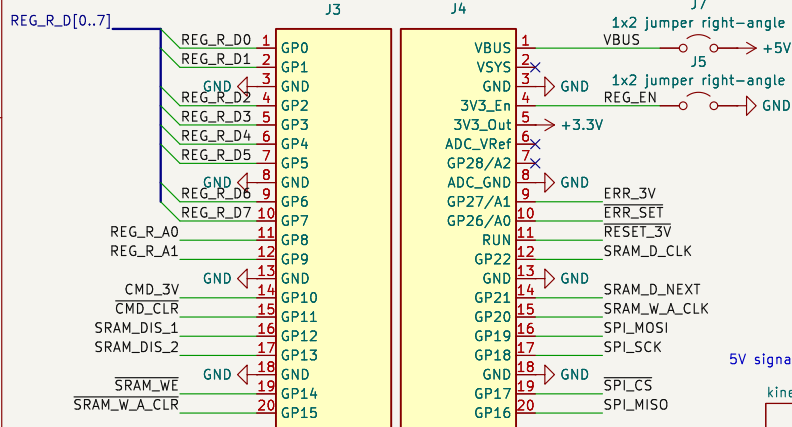 J3 J4 J7
REG_R_D[0..7] 1x2 jumper right-angle
REG_R_D0 1 GP0 VBUS 1 VBUS +5V
REG_R_D1 2 GP1 VSYS 2 J5
GND 3 GND GND 3 GND 1x2 jumper right-angle
REG_R_D2 4 GP2 3V3_En 4 REG_EN GND
REG_R_D3 5 GP3 3V3_Out 5 +3.3V
REG_R_D4 6 GP4 ADC_VRef 6
REG_R_D5 7 GP5 GP28/A2 7
GND 8 GND ADC_GND 8 GND
REG_R_D6 9 GP6 GP27/A1 9 ERR_3V
REG_R_D7 10 GP7 GP26/A0 10 ERR_SET
REG_R_A0 11 GP8 RUN 11 RESET_3V
REG_R_A1 12 GP9 GP22 12 SRAM_D_CLK
GND 13 GND GND 13 GND
CMD_3V 14 GP10 GP21 14 SRAM_D_NEXT
CMD_CLR 15 GP11 GP20 15 SRAM_W_A_CLK
SRAM_DIS_1 16 GP12 GP19 16 SPI_MOSI
SRAM_DIS_2 17 GP13 GP18 17 SPI_SCK
GND 18 GND GND 18 GND 5V signa
SRAM_WE 19 GP14 GP17 19 SPI_CS kine
SRAM_W_A_CLR 20 GP15 GP16 20 SPI_MISO